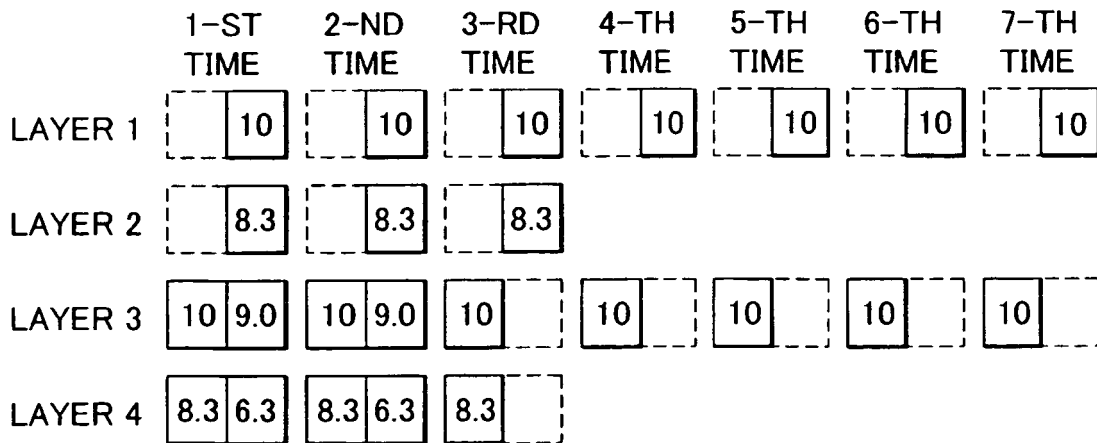 1-ST 2-ND 3-RD 4-TH 5-TH 6-TH 7-TH
TIME TIME TIME TIME TIME TIME TIME
LAYER 1 10 10 10 10 10 10 10
LAYER 2 8.3 8.3 8.3
LAYER 3 10 9.0 10 9.0 10 10 10 10 10
LAYER 4 8.3 6.3 8.3 6.3 8.3